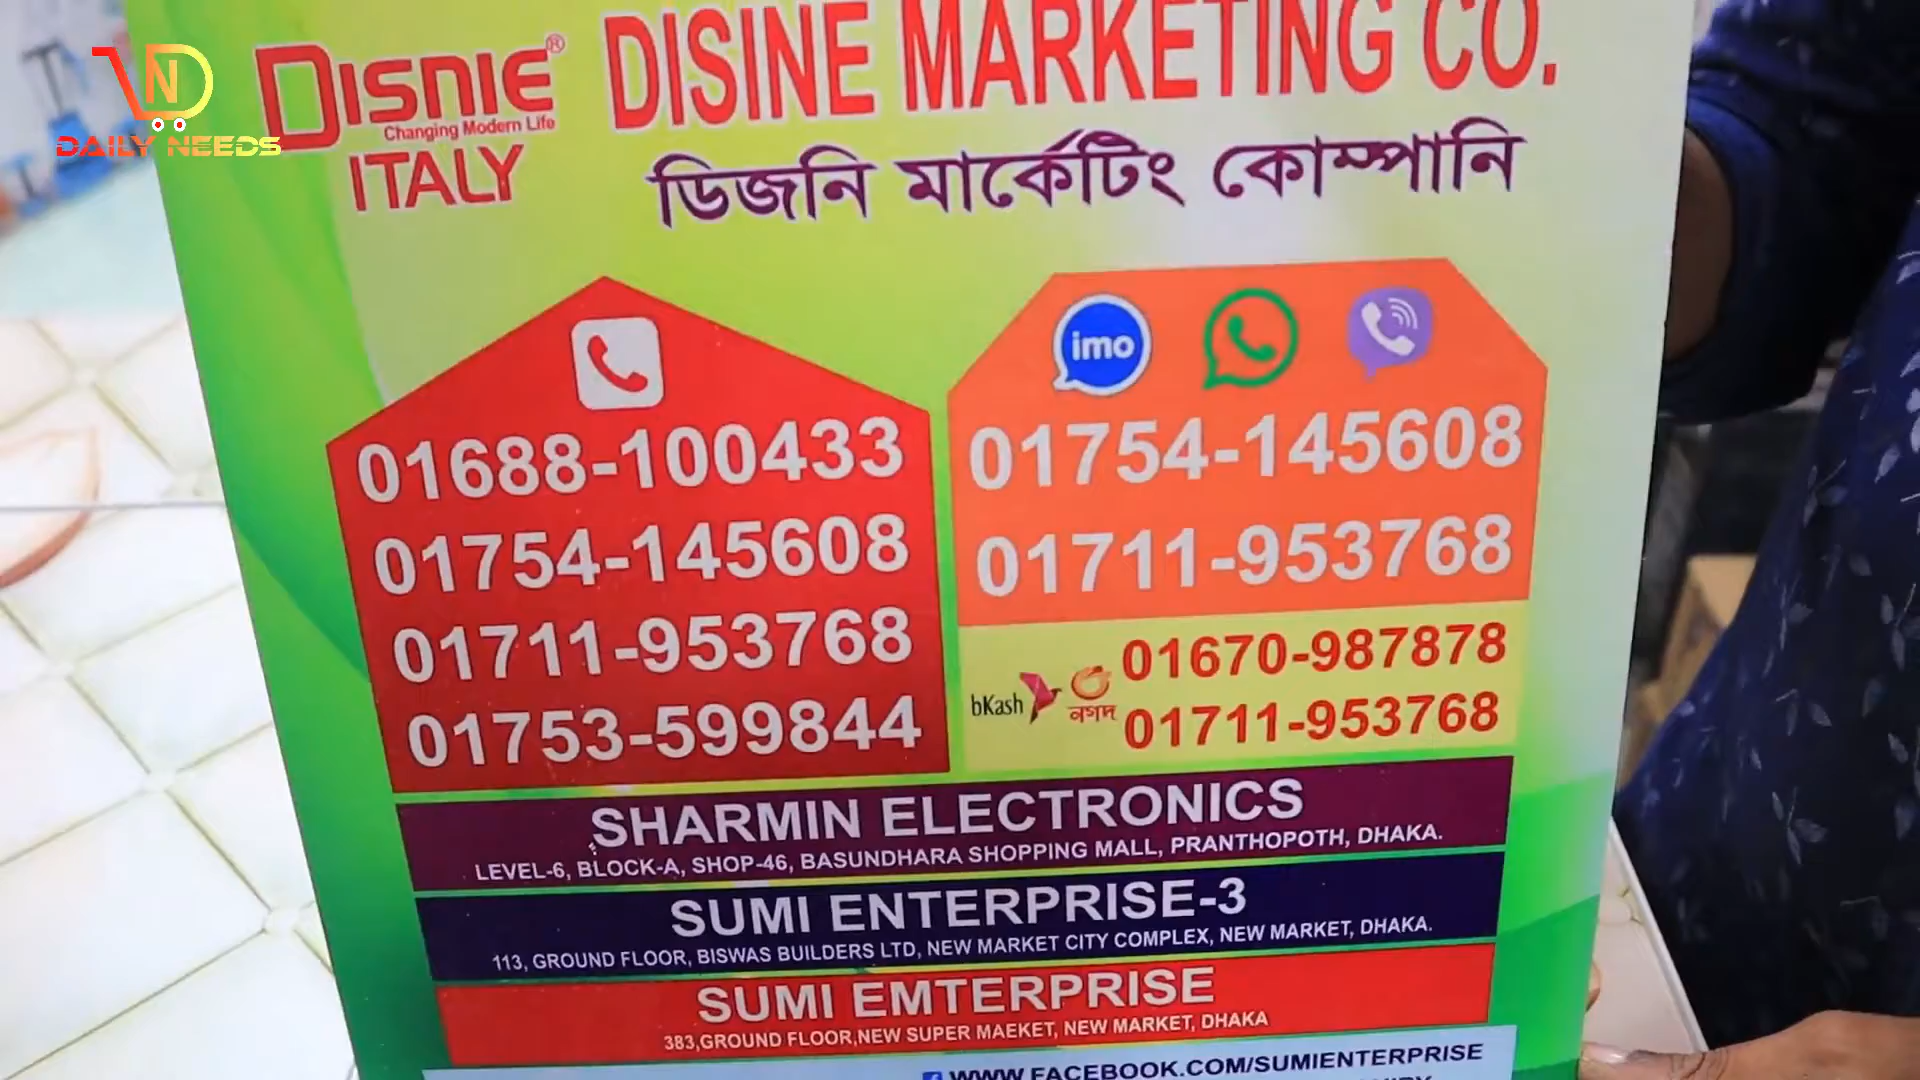 DISNIE®
Changing Modern Life
ITALY
DISINE MARKETING CO.
ডিজনি মার্কেটিং কোম্পানি
ND
DAILY NEEDS
01688-100433
01754-145608
01711-953768
01753-599844
imo
01754-145608
01711-953768
bKash
নগদ
01670-987878
01711-953768
SHARMIN ELECTRONICS
LEVEL-6, BLOCK-A, SHOP-46, BASUNDHARA SHOPPING MALL, PRANTHOPOTH, DHAKA.
SUMI ENTERPRISE-3
113, GROUND FLOOR, BISWAS BUILDERS LTD, NEW MARKET CITY COMPLEX, NEW MARKET, DHAKA.
SUMI EMTERPRISE
383,GROUND FLOOR,NEW SUPER MAEKET, NEW MARKET, DHAKA
WWW.FACEBOOK.COM/SUMIENTERPRISE